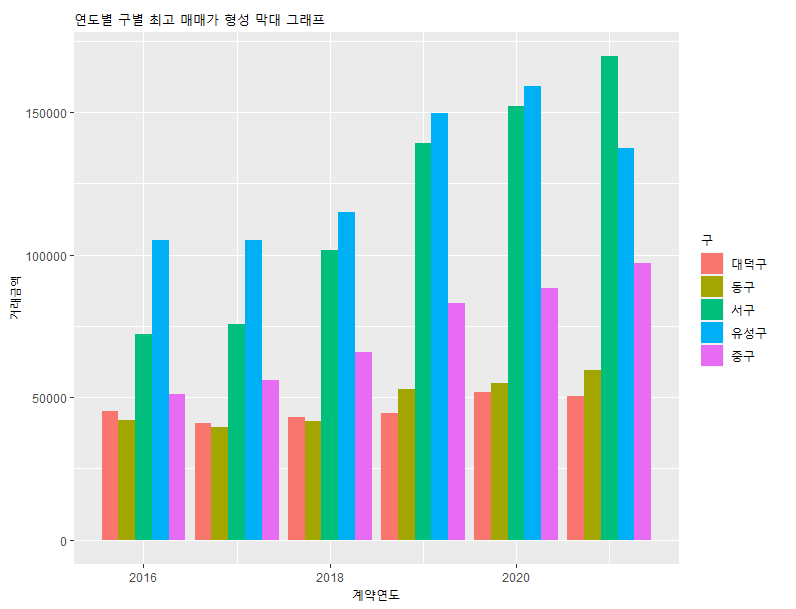 연도별 구별 최고 매매가 형성 막대 그래프
거래금액
150000
100000
50000
0
2016
2018
2020
계약연도
구
대덕구
동구
서구
유성구
중구